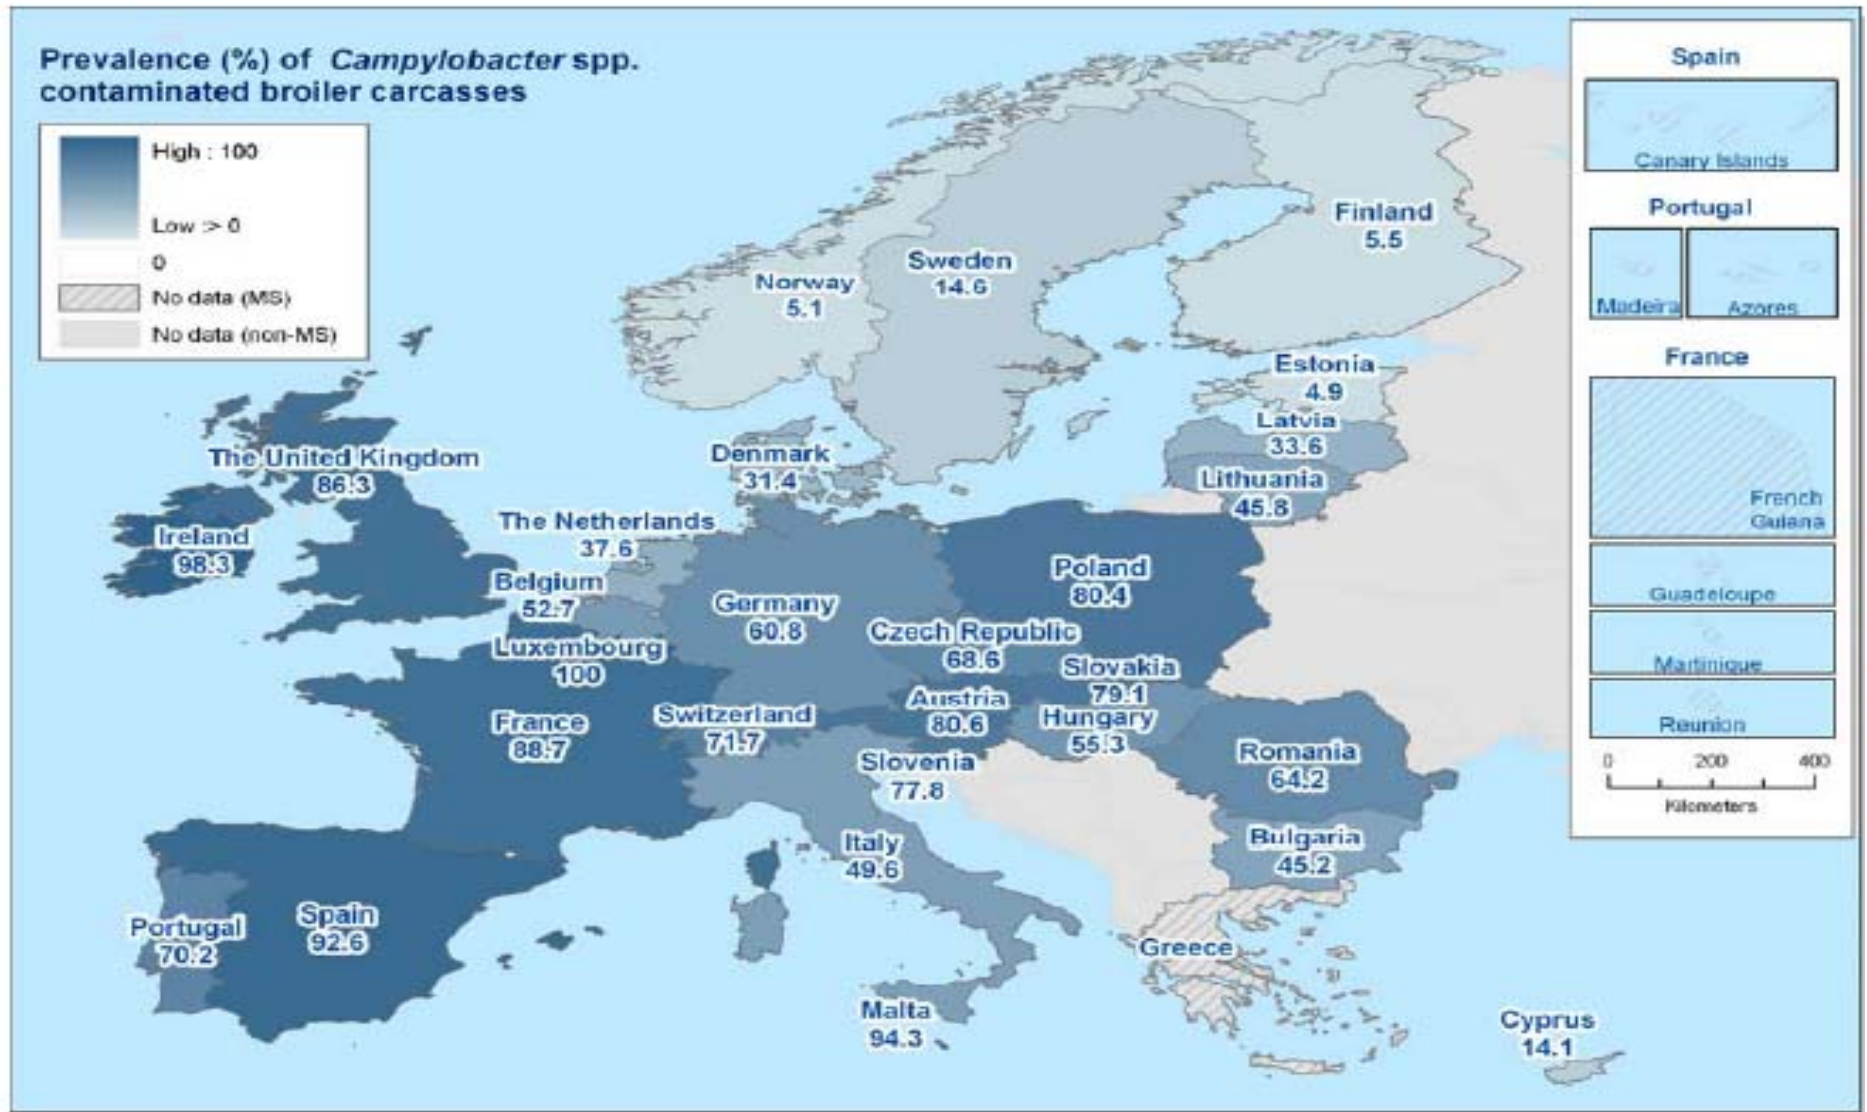 Prevalence (%) of Campylobacter spp.
contaminated broiler carcasses
High : 100
Low :> 0
0
No data (MS)
No data (non-MS)
Norway
5.1
Sweden
14.6
Finland
5.5
Estonia
4.9
Latvia
33.6
Lithuania
45.8
Denmark
31.4
The United Kingdom
86.3
Ireland
98.3
The Netherlands
37.6
Belgium
52.7
Luxembourg
100
Germany
60.8
Poland
80.4
Czech Republic
68.6
Slovakia
79.1
Austria
80.6
Hungary
55.3
Switzerland
71.7
France
88.7
Slovenia
77.8
Romania
64.2
Bulgaria
45.2
Italy
49.6
Portugal
70.2
Spain
92.6
Greece
Malta
94.3
Cyprus
14.1
Spain
Canary Islands
Portugal
Madeira
Azores
France
French
Guiana
Guadeloupe
Martinique
Reunion
0 200 400
Kilometers